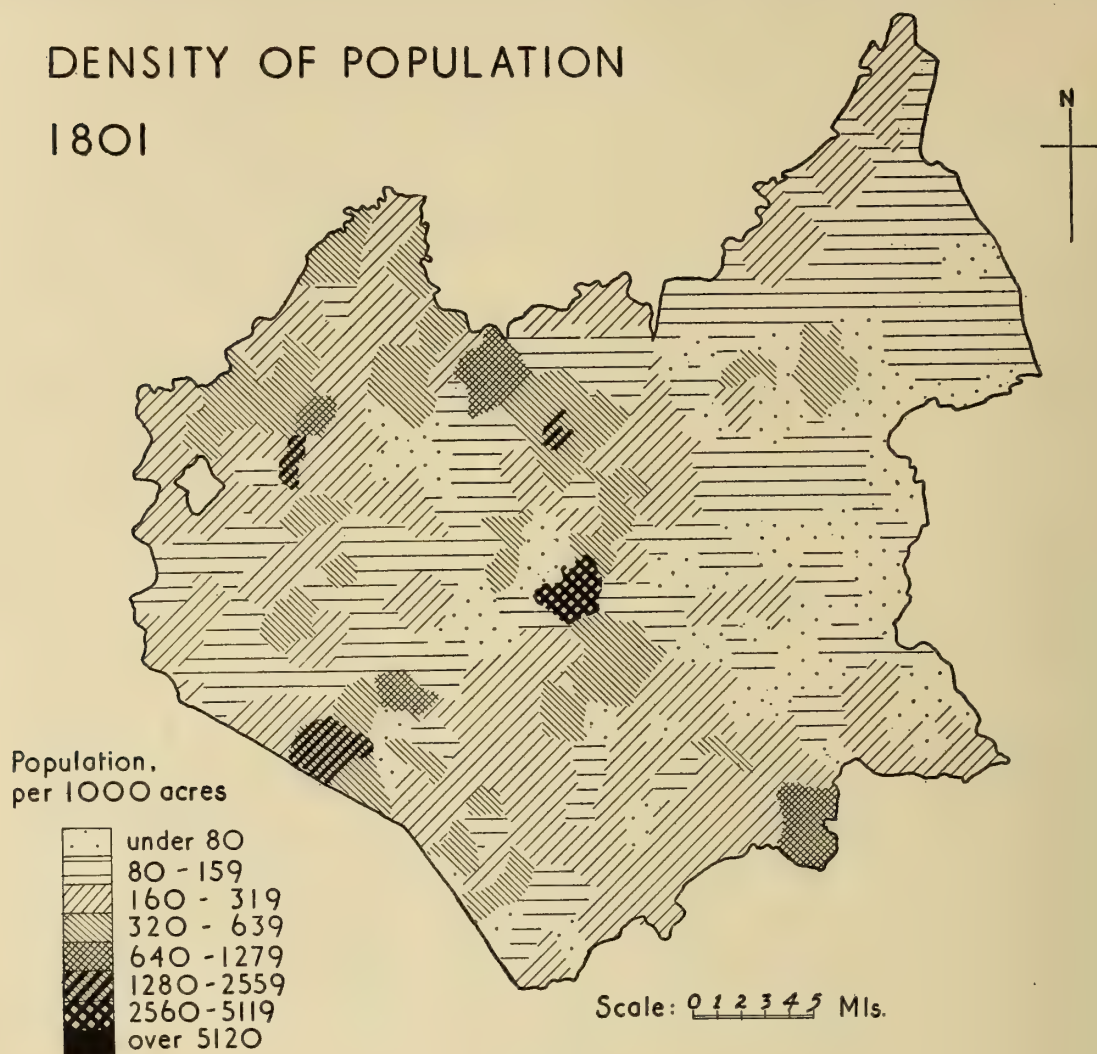 DENSITY OF POPULATION
1801
N
Population,
per 1000 acres
under 80
80 - 159
160 - 319
320 - 639
640 - 1279
1280 - 2559
2560 - 5119
over 5120
Scale: 0 1 2 3 4 5 Mls.